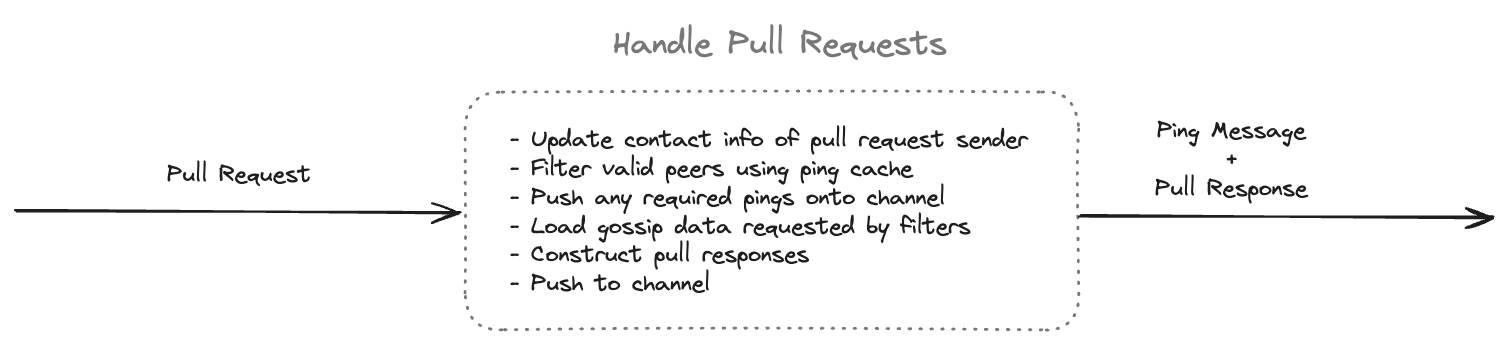 Handle Pull Requests
Pull Request
- Update contact info of pull request sender
- Filter valid peers using ping cache
- Push any required pings onto channel
- Load gossip data requested by filters
- Construct pull responses
- Push to channel
Ping Message
+
Pull Response